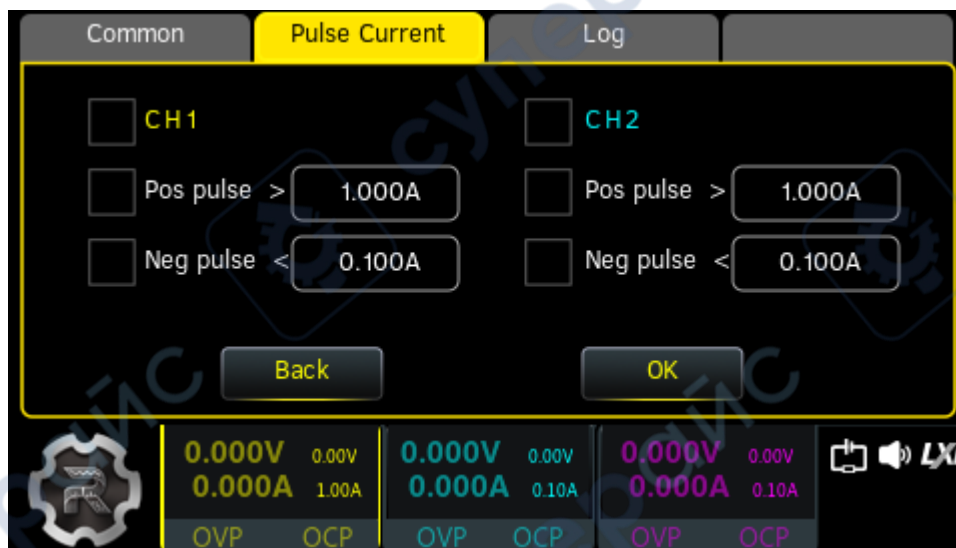 Common Pulse Current Log
CH1 CH2
Pos pulse > 1.000A Pos pulse > 1.000A
Neg pulse < 0.100A Neg pulse < 0.100A
Back OK
0.000V 0.00V 0.000V 0.00V 0.000V 0.00V
0.000A 1.00A 0.000A 0.10A 0.000A 0.10A
OVP OCP OVP OCP OVP OCP
R